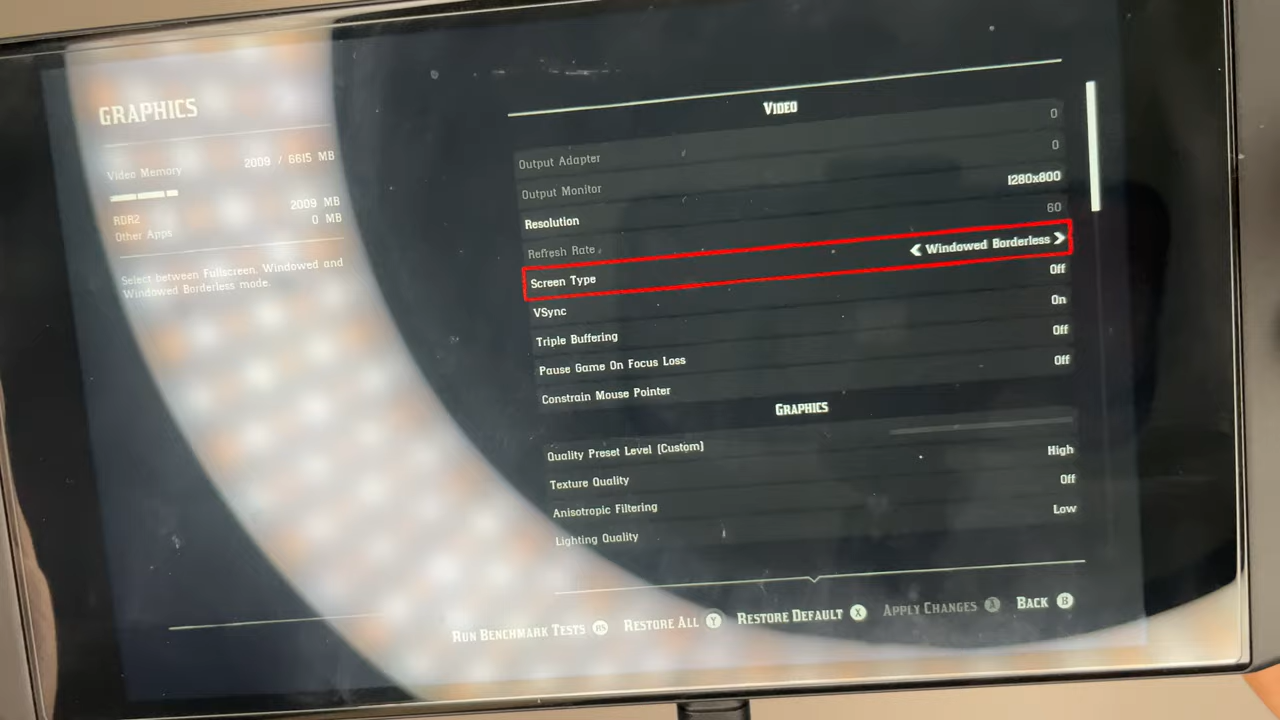 GRAPHICS
Video Memory 2009 / 6615 MB
RDR2 2009 MB
Other Apps 0 MB
Select between Fullscreen, Windowed and
Windowed Borderless mode.
VIDEO
Output Adapter 0
Output Monitor 0
Resolution 1280x800
Refresh Rate 60
Screen Type Windowed Borderless
VSync Off
Triple Buffering On
Pause Game On Focus Loss Off
Constrain Mouse Pointer Off
GRAPHICS
Quality Preset Level (Custom)
Texture Quality High
Anisotropic Filtering Off
Lighting Quality Low
RUN BENCHMARK TESTS RESTORE ALL Y RESTORE DEFAULT X APPLY CHANGES A BACK B